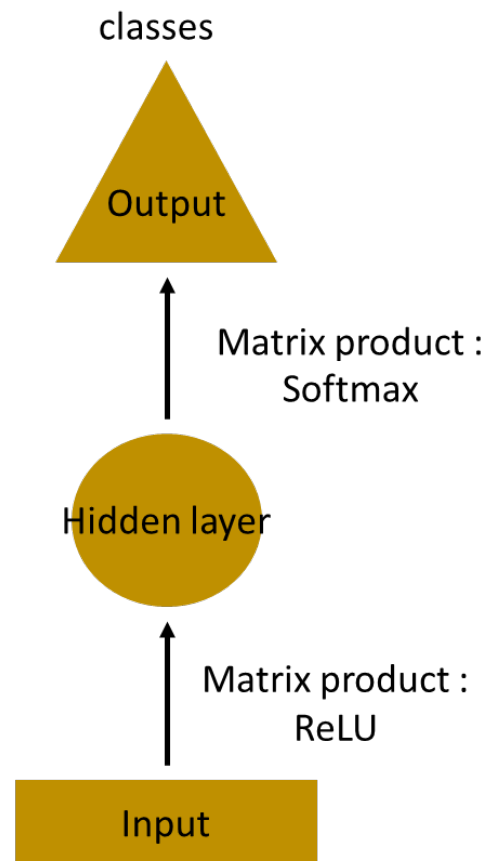 classes
Output
Matrix product :
Softmax
Hidden layer
Matrix product :
ReLU
Input